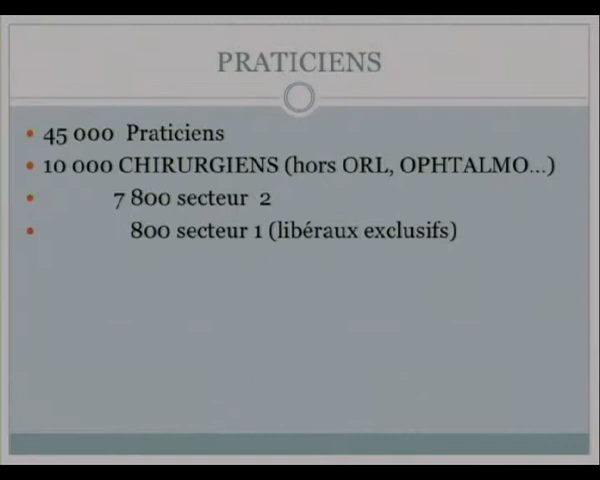 PRATICIENS
45 000 Praticiens
10 000 CHIRURGIENS (hors ORL, OPHTALMO...)
7 800 secteur 2
800 secteur 1 (libéraux exclusifs)